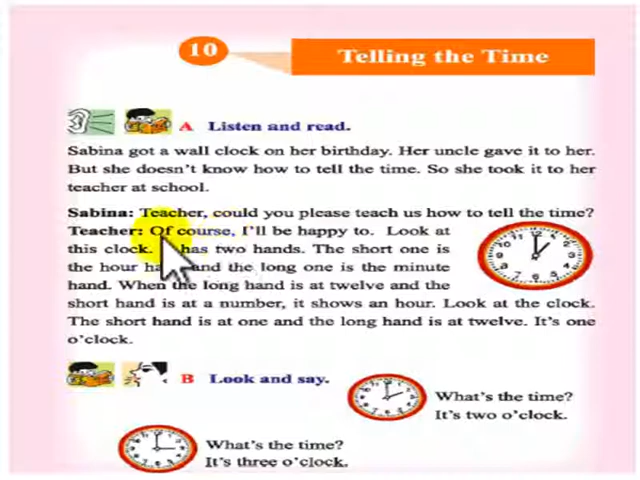 10
Telling the Time
A Listen and read.
Sabina got a wall clock on her birthday. Her uncle gave it to her.
But she doesn't know how to tell the time. So she took it to her
teacher at school.
Sabina: Teacher, could you please teach us how to tell the time?
Teacher: Of course, I'll be happy to. Look at
this clock. has two hands. The short one is
the hour and the long one is the minute
hand. When the long hand is at twelve and the
short hand is at a number, it shows an hour. Look at the clock.
The short hand is at one and the long hand is at twelve. It's one
o'clock.
B Look and say.
What's the time?
It's two o'clock.
What's the time?
It's three o'clock.